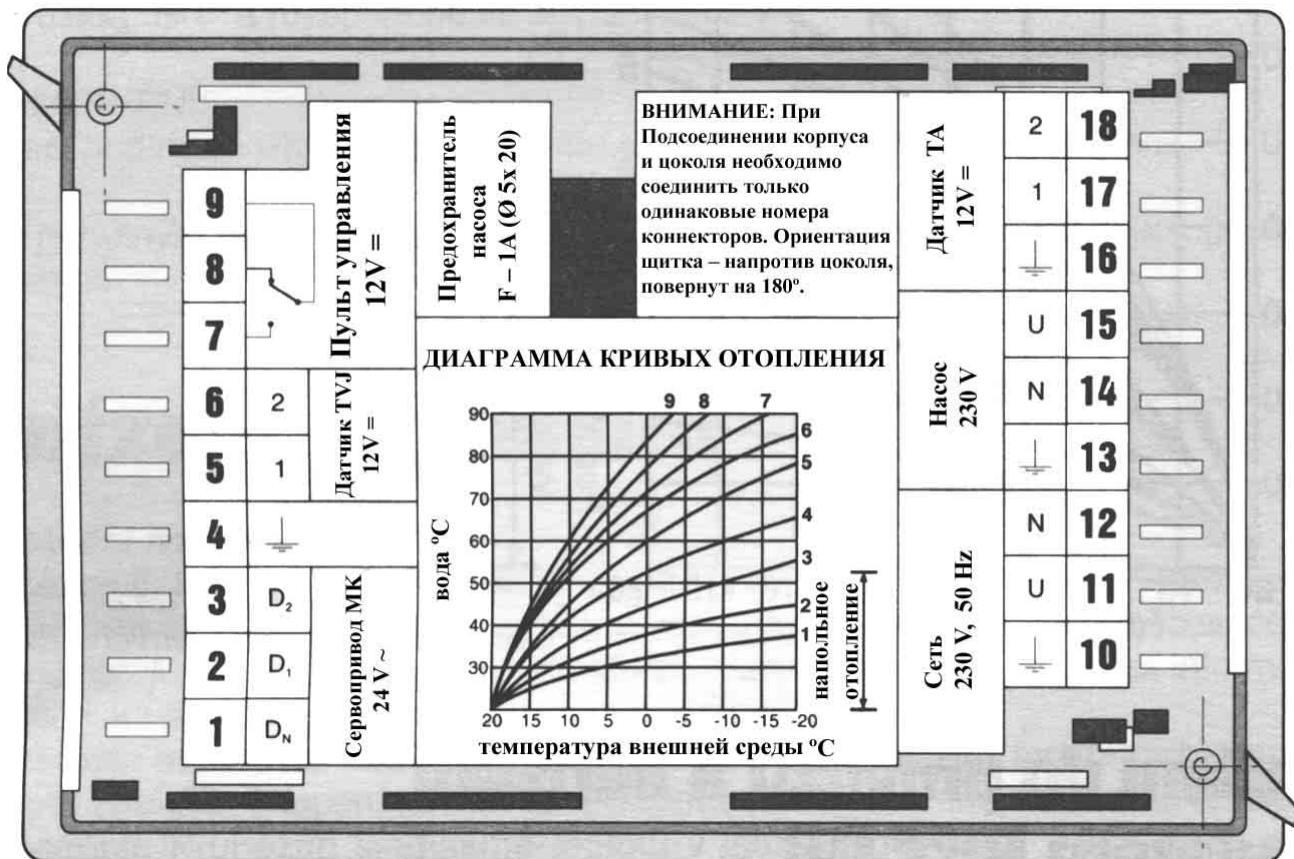 9
8
7
6 2
5 1
4
3 D₂
2 D₁
1 D_N
Пульт управления
12V =
Датчик TVJ
12V =
Сервопривод МК
24 V ~
Предохранитель
насоса
F – 1A (Ø 5x 20)
ВНИМАНИЕ: При
Подсоединении корпуса
и цоколя необходимо
соединить только
одинаковые номера
коннекторов. Ориентация
щитка – напротив цоколя,
повернут на 180º.
ДИАГРАММА КРИВЫХ ОТОПЛЕНИЯ
9 8 7
6
5
4
3
2
1
90
80
70
60
50
40
30
вода ºС
20 15 10 5 0 -5 -10 -15 -20
температура внешней среды ºС
напольное
отопление
Датчик ТА
12V =
Насос
230 V
Сеть
230 V, 50 Hz
2 18
1 17
16
U 15
N 14
13
N 12
U 11
10